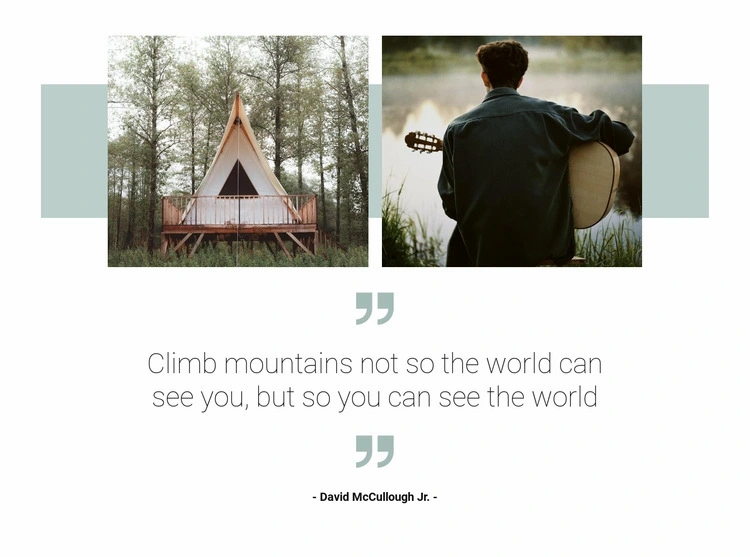 Climb mountains not so the world can
see you, but so you can see the world
- David McCullough Jr. -